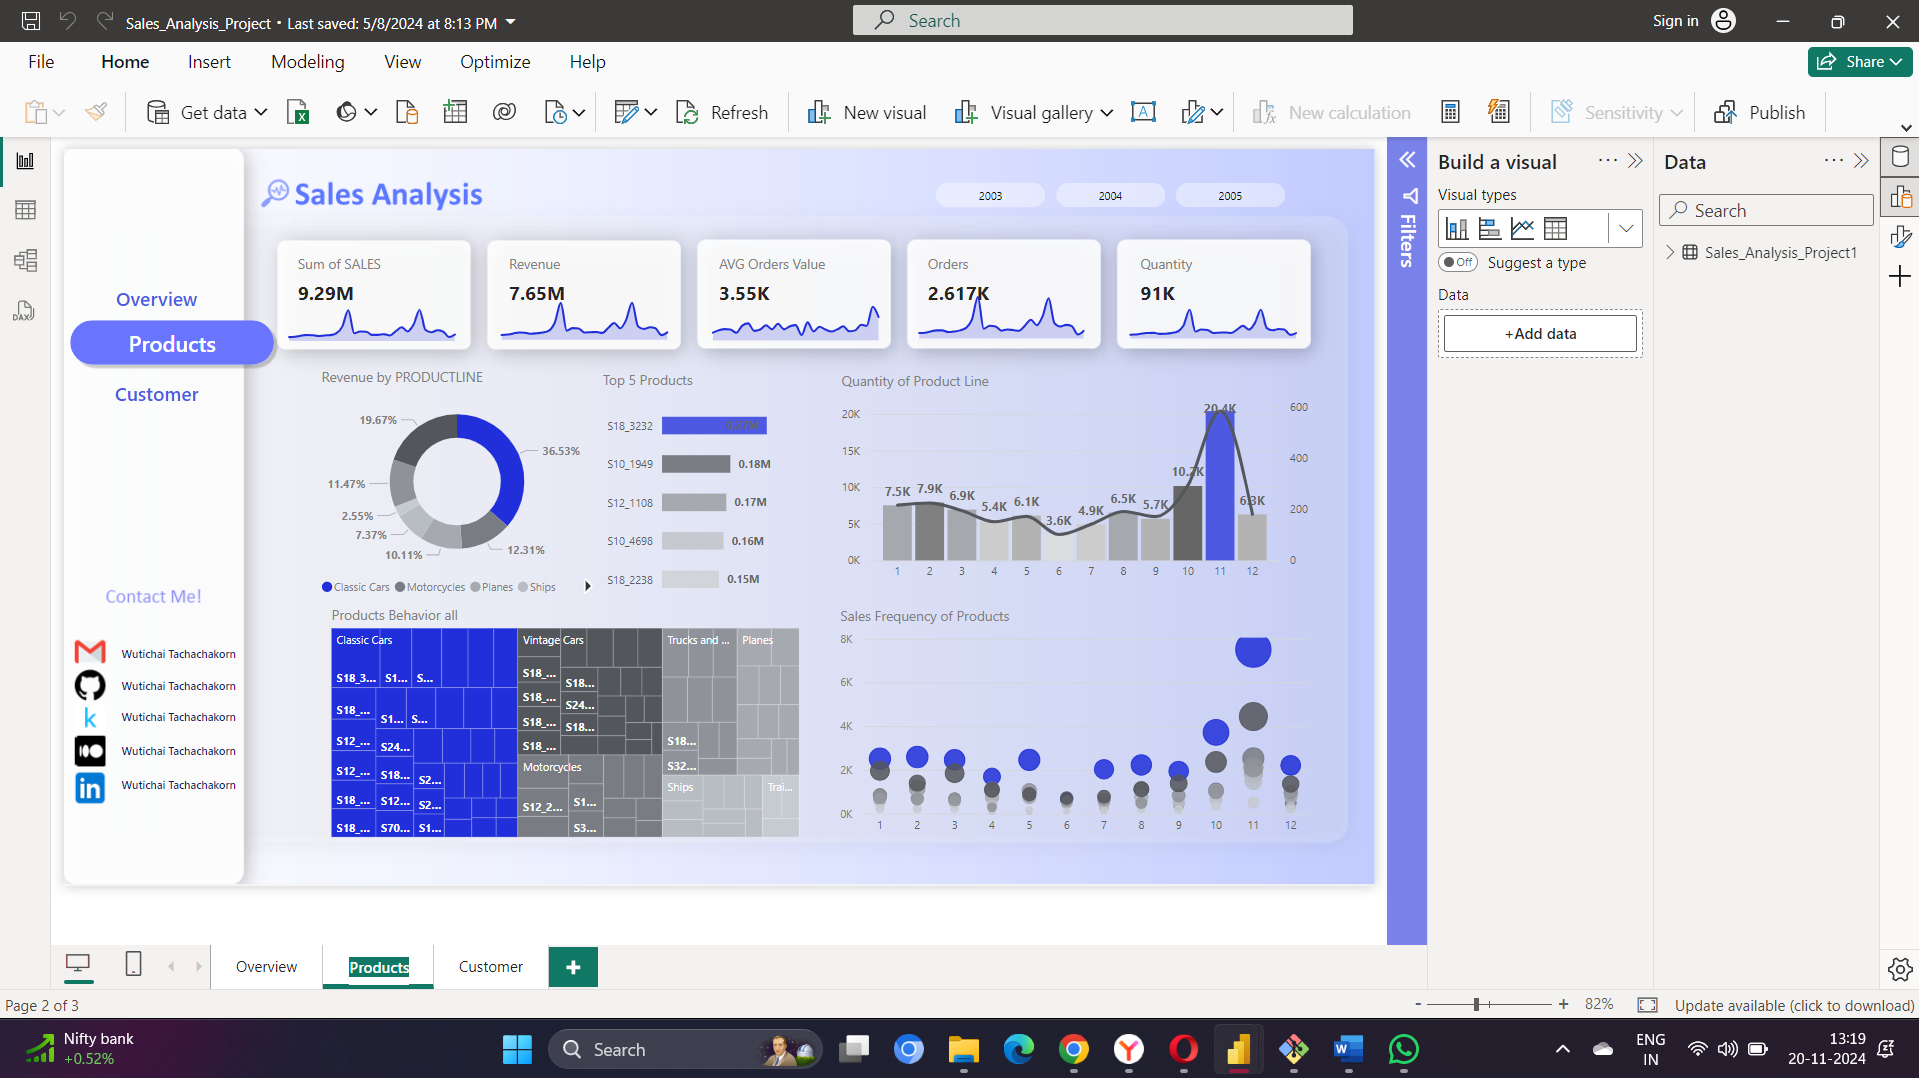 Sales_Analysis_Project • Last saved: 5/8/2024 at 8:13 PM
Search
Sign in
File Home Insert Modeling View Optimize Help
Share
Get data
Refresh
New visual
Visual gallery
New calculation
Sensitivity
Publish
Overview
Products
Customer
Contact Me!
Wutichai Tachachakorn
Wutichai Tachachakorn
k Wutichai Tachachakorn
Wutichai Tachachakorn
in Wutichai Tachachakorn
Sales Analysis
2003 2004 2005
Sum of SALES
9.29M
Revenue
7.65M
AVG Orders Value
3.55K
Orders
2.617K
Quantity
91K
Revenue by PRODUCTLINE
19.67%
36.53%
11.47%
2.55%
7.37%
10.11%
12.31%
Classic Cars Motorcycles Planes Ships
Top 5 Products
S18_3232
S10_1949 0.18M
S12_1108 0.17M
S10_4698 0.16M
S18_2238 0.15M
Quantity of Product Line
20K
15K
10K
5K
0K
7.5K 7.9K 6.9K 5.4K 6.1K 3.6K 4.9K 6.5K 5.7K 10.2K 20.4K 6.3K
600
400
200
0
1 2 3 4 5 6 7 8 9 10 11 12
Products Behavior all
Classic Cars
S18_3... S1... S...
S18_... S1... S...
S12_... S24...
S12_... S18... S2...
S18_... S12... S2...
S18_... S70... S1...
Vintage Cars
S18_... S18...
S18_... S24...
S18_... S18...
S18_...
Motorcycles
S12_2... S1...
S3...
Trucks and ...
S18...
S32...
Planes
Ships
Trai...
Sales Frequency of Products
8K
6K
4K
2K
0K
1 2 3 4 5 6 7 8 9 10 11 12
Filters
Build a visual
Visual types
Off Suggest a type
Data
+Add data
Data
Search
Sales_Analysis_Project1
DAX
Overview Products Customer
Page 2 of 3
- + 82%
Update available (click to download)
Nifty bank
+0.52%
Search
ENG
IN
13:19
20-11-2024